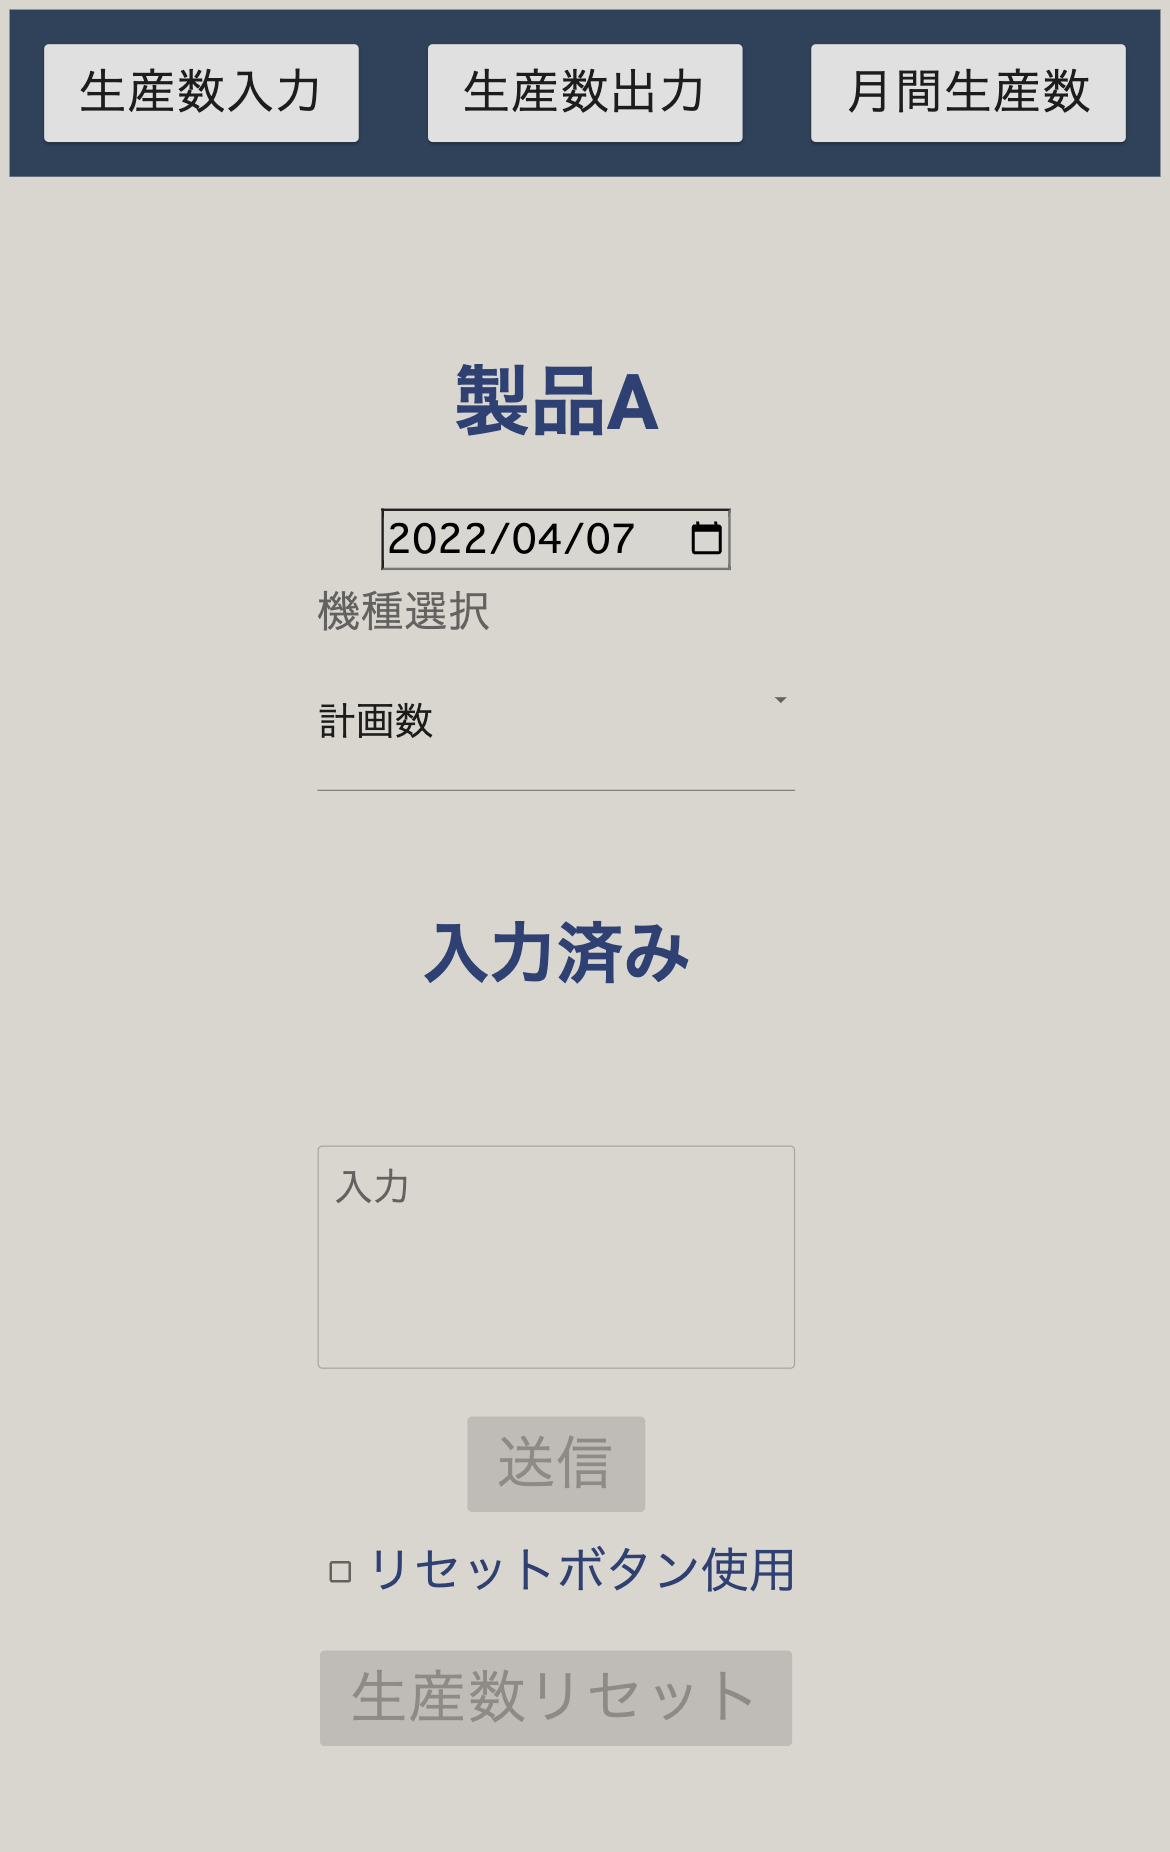 生産数入力 生産数出力 月間生産数
製品A
2022/04/07
機種選択
計画数
入力済み
入力
送信
リセットボタン使用
生産数リセット